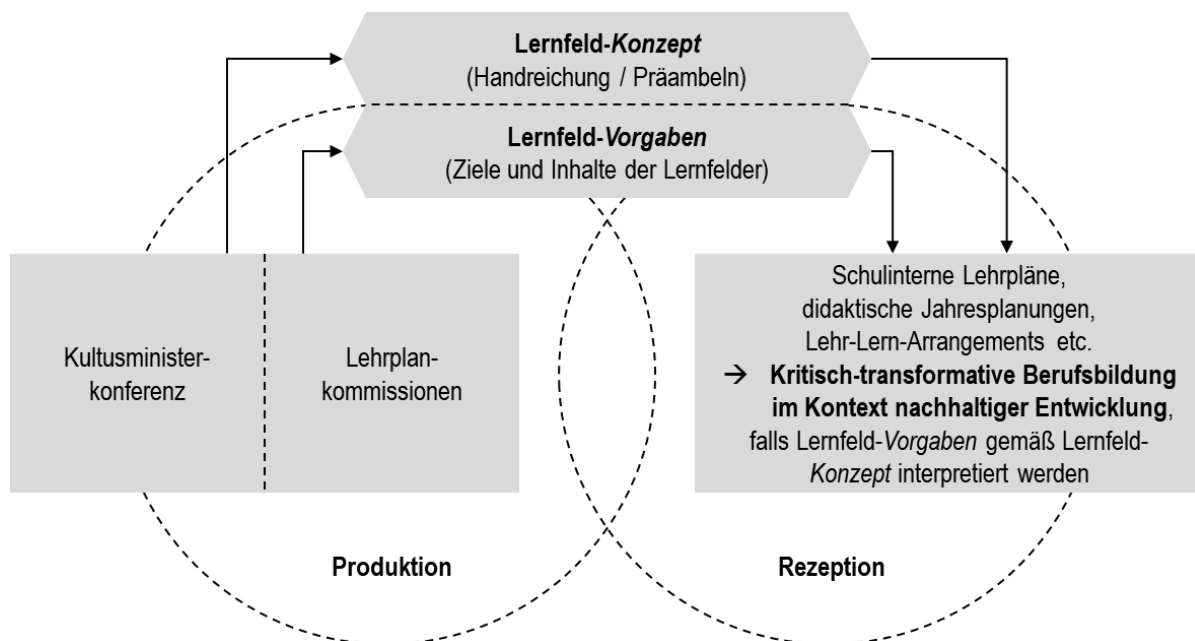 Lernfeld-Konzept
(Handreichung / Präambeln)
Lernfeld-Vorgaben
(Ziele und Inhalte der Lernfelder)
Kultusminister-
konferenz
Lehrplan-
kommissionen
Schulinterne Lehrpläne,
didaktische Jahresplanungen,
Lehr-Lern-Arrangements etc.
→ Kritisch-transformative Berufsbildung
im Kontext nachhaltiger Entwicklung,
falls Lernfeld-Vorgaben gemäß Lernfeld-
Konzept interpretiert werden
Produktion
Rezeption